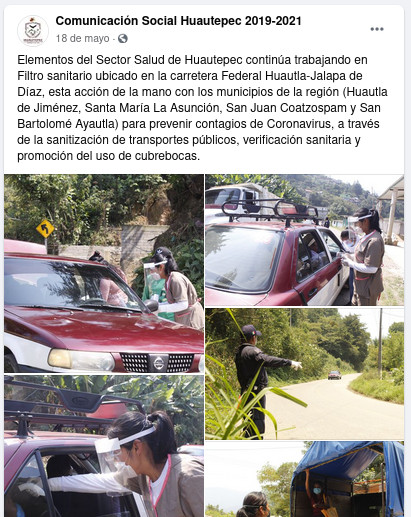 Comunicación Social Huautepec 2019-2021
18 de mayo ·
Elementos del Sector Salud de Huautepec continúa trabajando en
Filtro sanitario ubicado en la carretera Federal Huautla-Jalapa de
Díaz, esta acción de la mano con los municipios de la región (Huautla
de Jiménez, Santa María La Asunción, San Juan Coatzospam y San
Bartolomé Ayautla) para prevenir contagios de Coronavirus, a través
de la sanitización de transportes públicos, verificación sanitaria y
promoción del uso de cubrebocas.